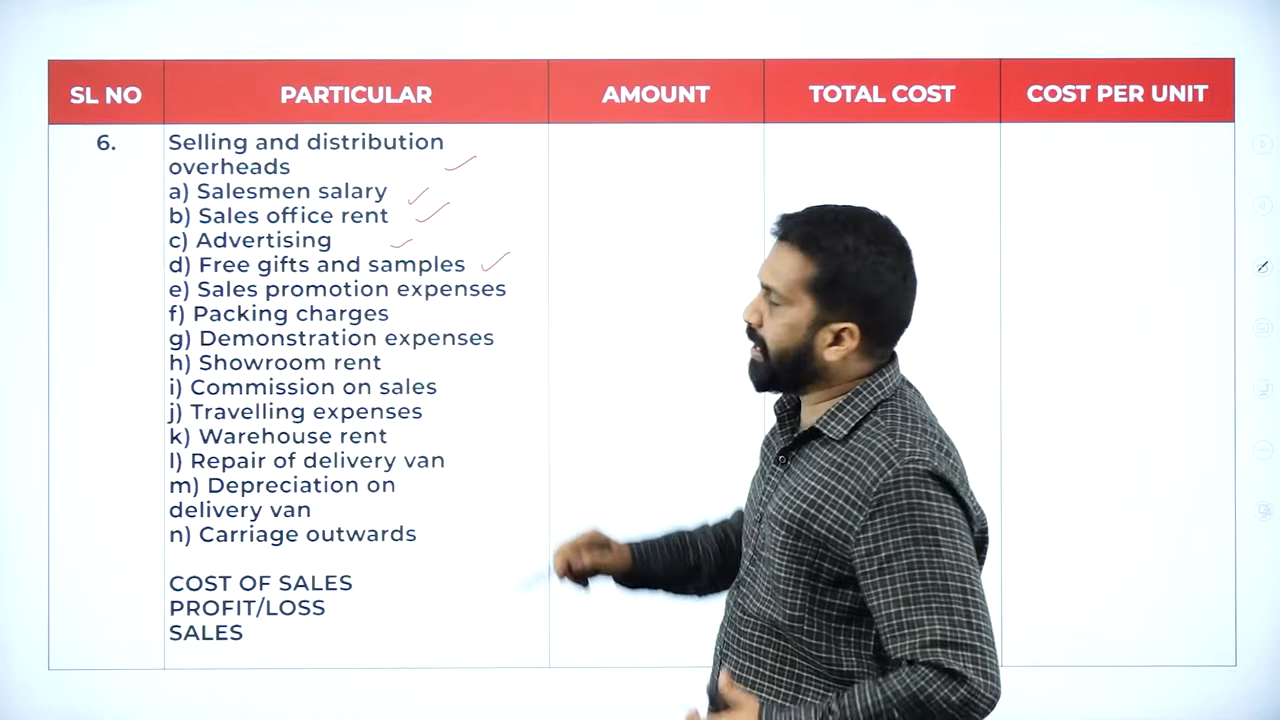 SL NO PARTICULAR AMOUNT TOTAL COST COST PER UNIT
6. Selling and distribution
overheads
a) Salesmen salary
b) Sales office rent
c) Advertising
d) Free gifts and samples
e) Sales promotion expenses
f) Packing charges
g) Demonstration expenses
h) Showroom rent
i) Commission on sales
j) Travelling expenses
k) Warehouse rent
l) Repair of delivery van
m) Depreciation on
delivery van
n) Carriage outwards
COST OF SALES
PROFIT/LOSS
SALES